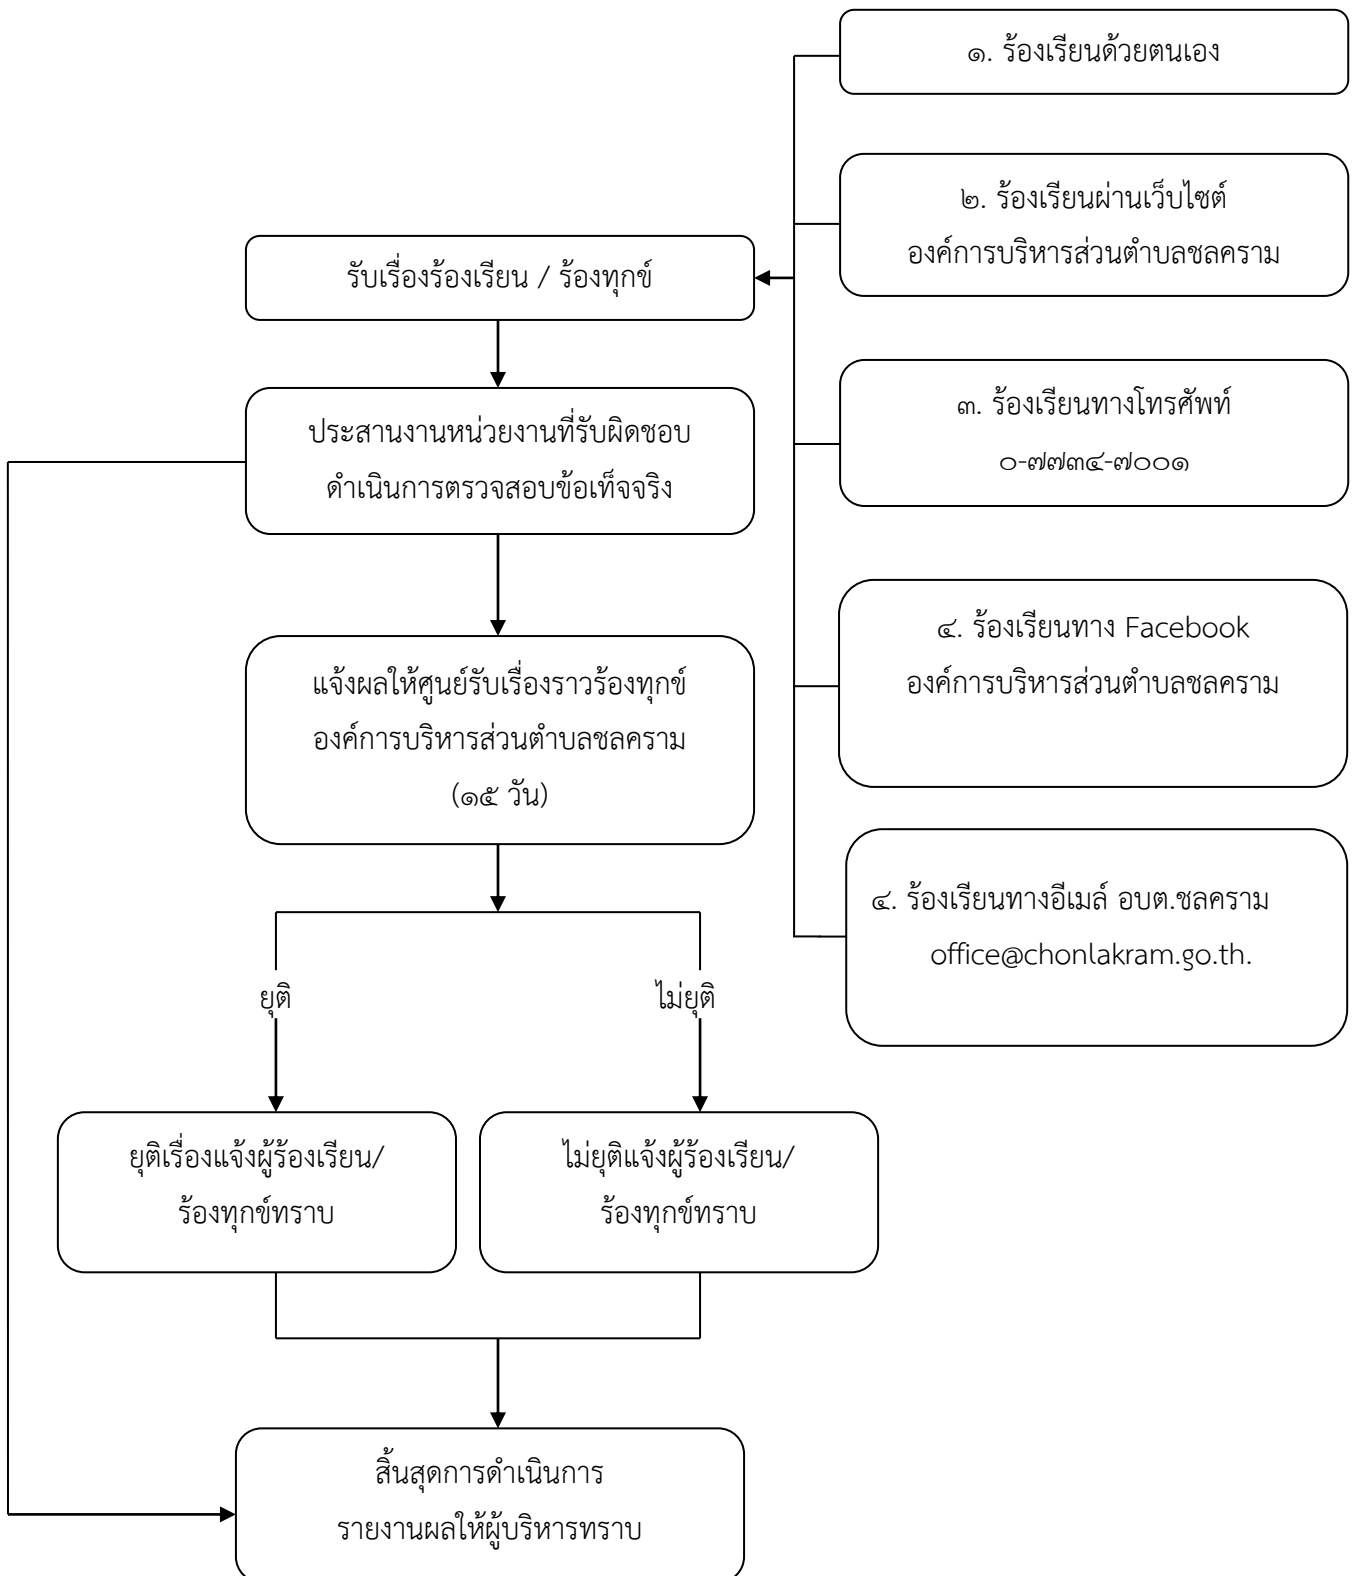 ๑. ร้องเรียนด้วยตนเอง
๒. ร้องเรียนผ่านเว็บไซต์
องค์การบริหารส่วนตำบลชลคราม
รับเรื่องร้องเรียน / ร้องทุกข์
๓. ร้องเรียนทางโทรศัพท์
๐-๗๗๓๔-๗๐๐๑
ประสานงานหน่วยงานที่รับผิดชอบ
ดำเนินการตรวจสอบข้อเท็จจริง
๔. ร้องเรียนทาง Facebook
องค์การบริหารส่วนตำบลชลคราม
แจ้งผลให้ศูนย์รับเรื่องราวร้องทุกข์
องค์การบริหารส่วนตำบลชลคราม
(๑๕ วัน)
๔. ร้องเรียนทางอีเมล์ อบต.ชลคราม
office@chonlakram.go.th.
ยุติ
ไม่ยุติ
ยุติเรื่องแจ้งผู้ร้องเรียน/
ร้องทุกข์ทราบ
ไม่ยุติแจ้งผู้ร้องเรียน/
ร้องทุกข์ทราบ
สิ้นสุดการดำเนินการ
รายงานผลให้ผู้บริหารทราบ